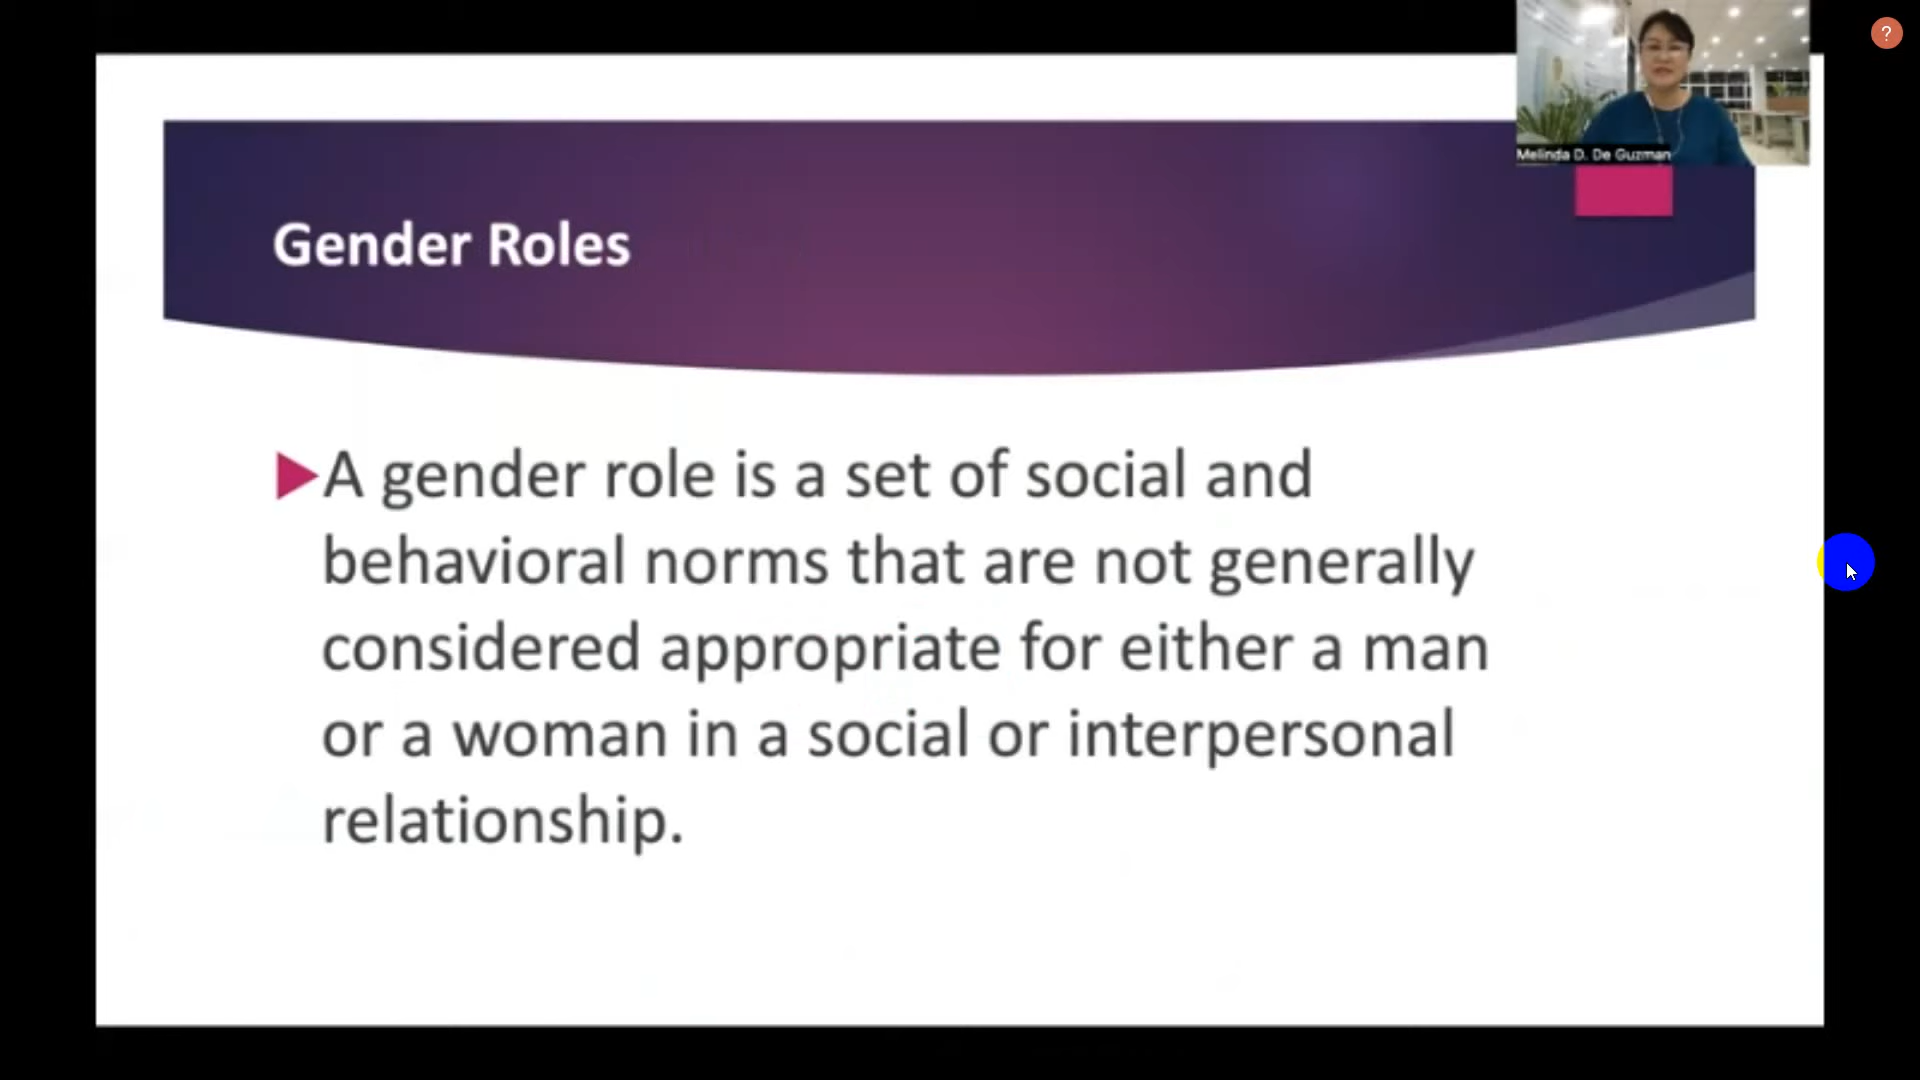 ?
Melinda D. De Guzman
Gender Roles
A gender role is a set of social and
behavioral norms that are not generally
considered appropriate for either a man
or a woman in a social or interpersonal
relationship.